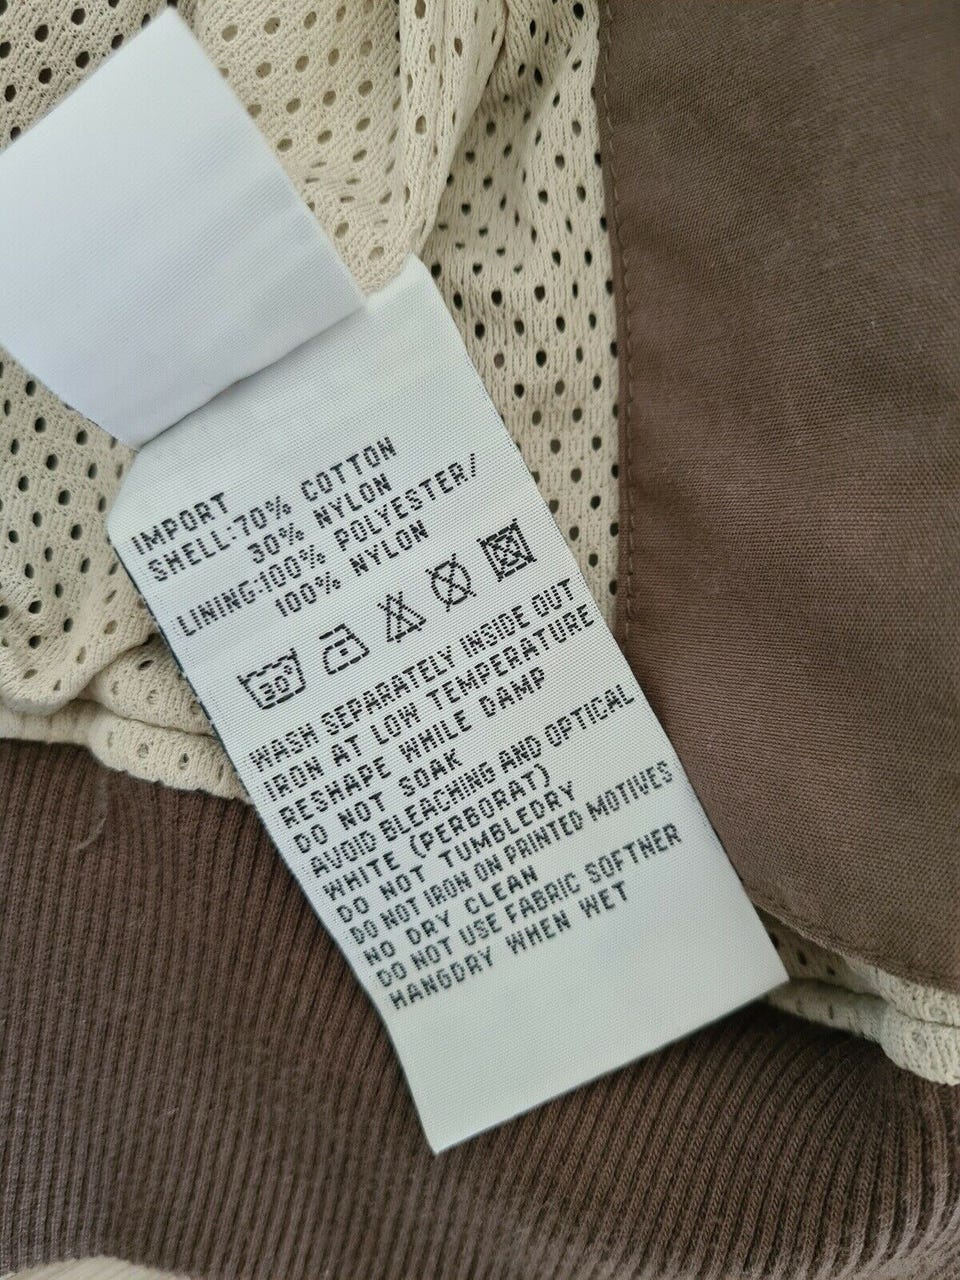 IMPORT
SHELL:70% COTTON
30% NYLON
LINING:100% POLYESTER/
100% NYLON
30°
WASH SEPARATELY INSIDE OUT
IRON AT LOW TEMPERATURE
RESHAPE WHILE DAMP
DO NOT SOAK
AVOID BLEACHING AND OPTICAL
WHITE (PERBORAT)
DO NOT TUMBLEDRY
DO NOT IRON ON PRINTED MOTIVES
NO DRY CLEAN
DO NOT USE FABRIC SOFTNER
HANGDRY WHEN WET